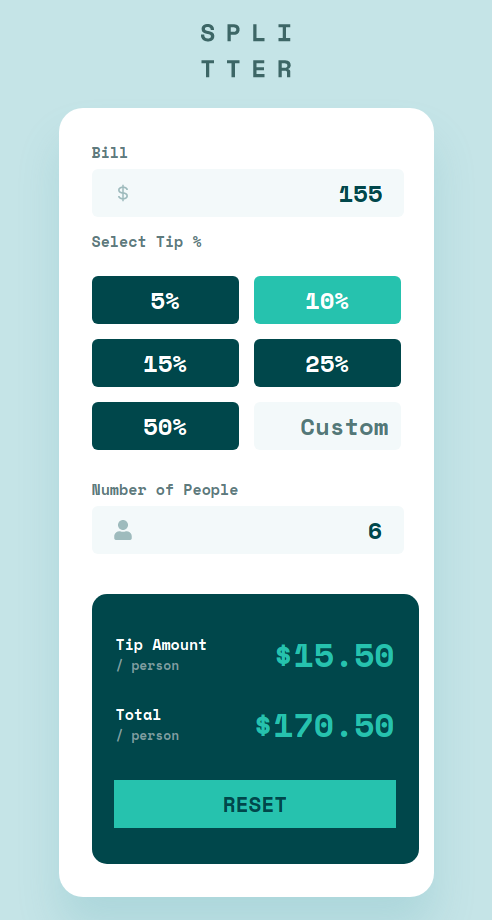 SPLI
TTER
Bill
$ 155
Select Tip %
5% 10%
15% 25%
50% Custom
Number of People
6
Tip Amount
/ person
$15.50
Total
/ person
$170.50
RESET